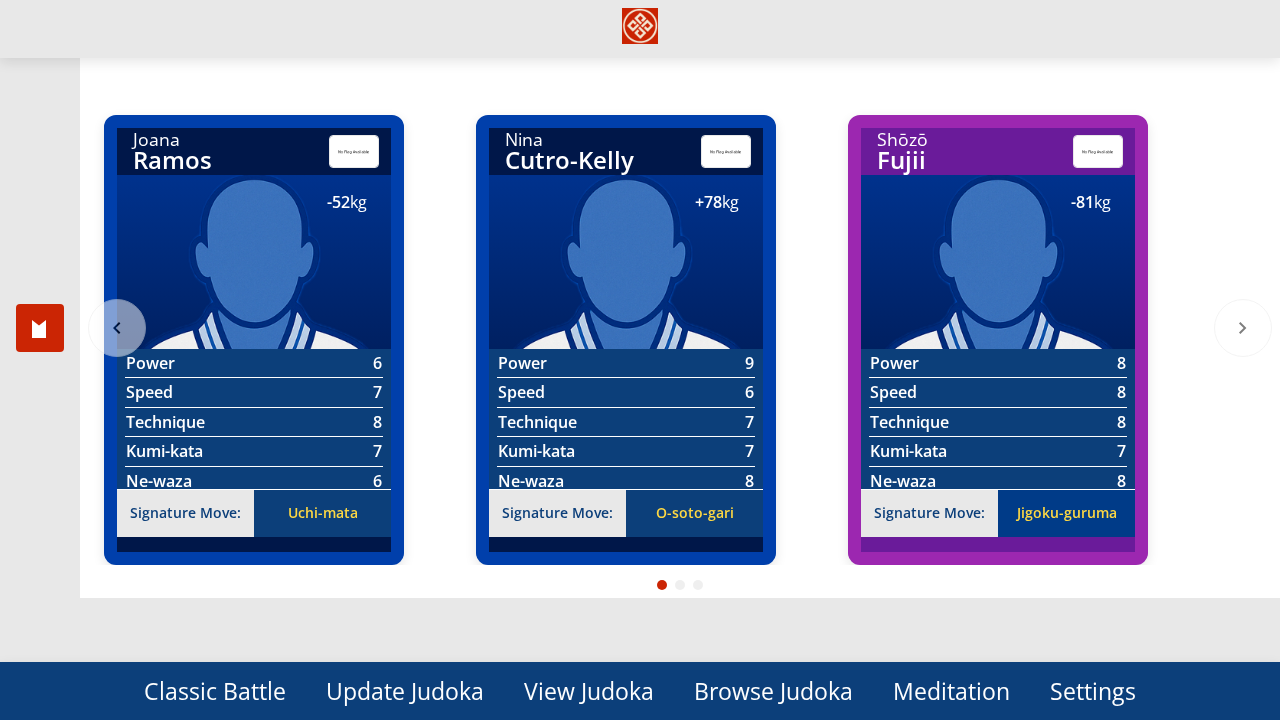 Joana
Ramos
No Flag Available
-52kg
Power 6
Speed 7
Technique 8
Kumi-kata 7
Ne-waza 6
Signature Move: Uchi-mata
Nina
Cutro-Kelly
No Flag Available
+78kg
Power 9
Speed 6
Technique 7
Kumi-kata 7
Ne-waza 8
Signature Move: O-soto-gari
Shōzō
Fujii
No Flag Available
-81kg
Power 8
Speed 8
Technique 8
Kumi-kata 7
Ne-waza 8
Signature Move: Jigoku-guruma
Classic Battle Update Judoka View Judoka Browse Judoka Meditation Settings